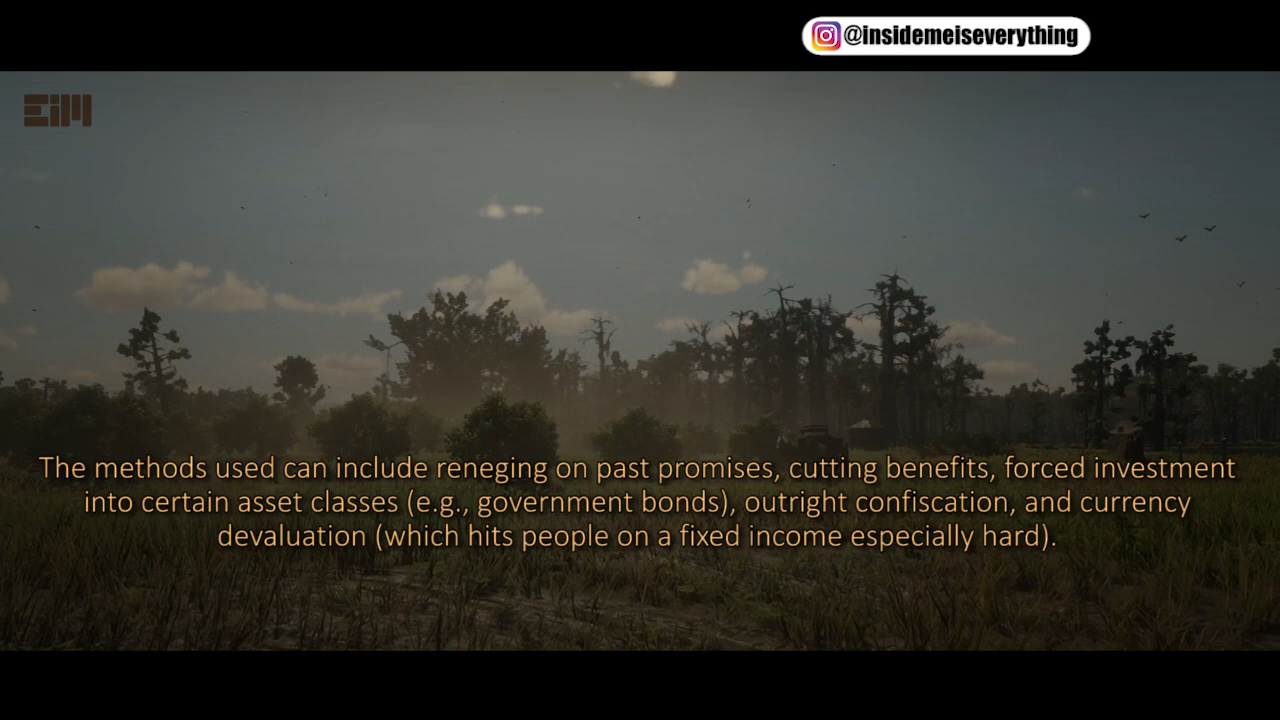 @insidemeiseverything
EiM
The methods used can include reneging on past promises, cutting benefits, forced investment
into certain asset classes (e.g., government bonds), outright confiscation, and currency
devaluation (which hits people on a fixed income especially hard).